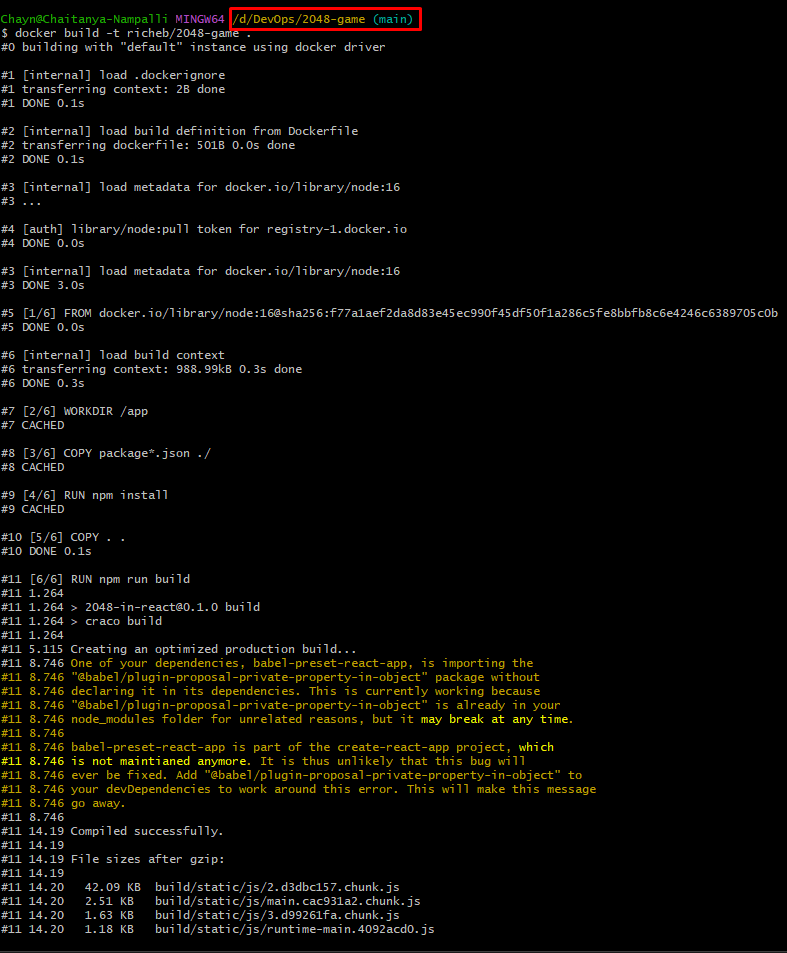 Chayn@Chaitanya-Nampalli MINGW64 /d/DevOps/2048-game (main)
$ docker build -t richeb/2048-game .
#0 building with "default" instance using docker driver
#1 [internal] load .dockerignore
#1 transferring context: 2B done
#1 DONE 0.1s
#2 [internal] load build definition from Dockerfile
#2 transferring dockerfile: 501B 0.0s done
#2 DONE 0.1s
#3 [internal] load metadata for docker.io/library/node:16
#3 ...
#4 [auth] library/node:pull token for registry-1.docker.io
#4 DONE 0.0s
#3 [internal] load metadata for docker.io/library/node:16
#3 DONE 3.0s
#5 [1/6] FROM docker.io/library/node:16@sha256:f77a1aef2da8d83e45ec990f45df50f1a286c5fe8bbfb8c6e4246c6389705c0b
#5 DONE 0.0s
#6 [internal] load build context
#6 transferring context: 988.99kB 0.3s done
#6 DONE 0.3s
#7 [2/6] WORKDIR /app
#7 CACHED
#8 [3/6] COPY package*.json ./
#8 CACHED
#9 [4/6] RUN npm install
#9 CACHED
#10 [5/6] COPY . .
#10 DONE 0.1s
#11 [6/6] RUN npm run build
#11 1.264
#11 1.264 > 2048-in-react@0.1.0 build
#11 1.264 > craco build
#11 1.264
#11 5.115 Creating an optimized production build...
#11 8.746 One of your dependencies, babel-preset-react-app, is importing the
#11 8.746 "@babel/plugin-proposal-private-property-in-object" package without
#11 8.746 declaring it in its dependencies. This is currently working because
#11 8.746 "@babel/plugin-proposal-private-property-in-object" is already in your
#11 8.746 node_modules folder for unrelated reasons, but it may break at any time.
#11 8.746
#11 8.746 babel-preset-react-app is part of the create-react-app project, which
#11 8.746 is not maintianed anymore. It is thus unlikely that this bug will
#11 8.746 ever be fixed. Add "@babel/plugin-proposal-private-property-in-object" to
#11 8.746 your devDependencies to work around this error. This will make this message
#11 8.746 go away.
#11 8.746
#11 14.19 Compiled successfully.
#11 14.19
#11 14.19 File sizes after gzip:
#11 14.19
#11 14.20   42.09 KB  build/static/js/2.d3dbc157.chunk.js
#11 14.20   2.51 KB   build/static/js/main.cac931a2.chunk.js
#11 14.20   1.63 KB   build/static/js/3.d99261fa.chunk.js
#11 14.20   1.18 KB   build/static/js/runtime-main.4092acd0.js